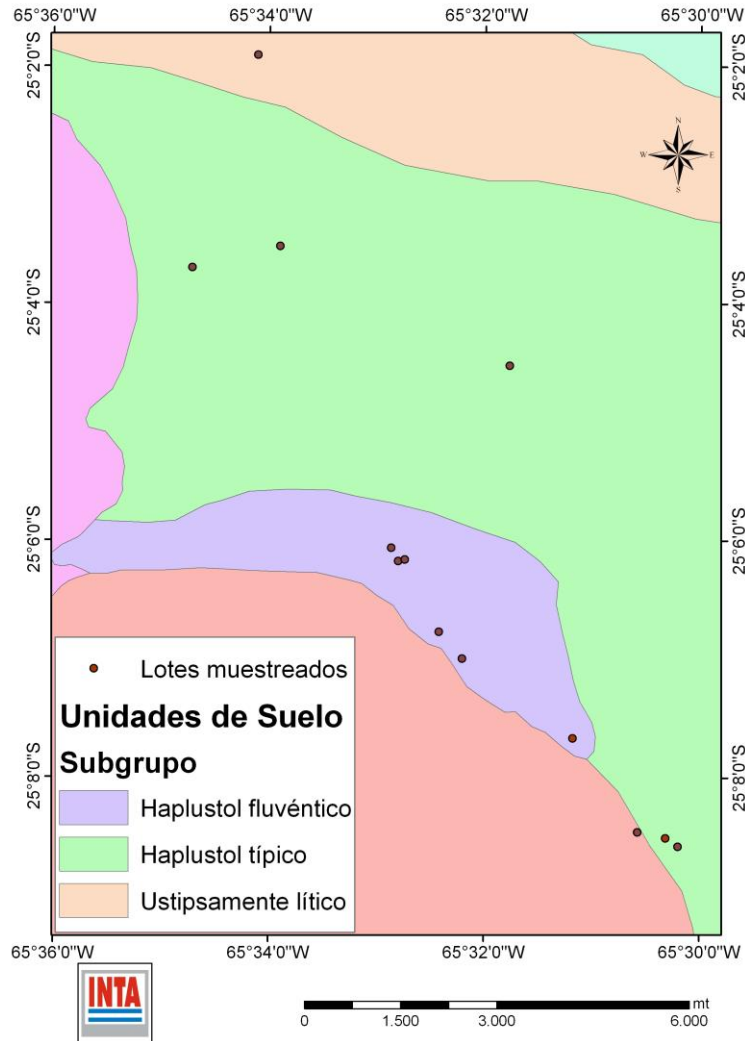 65°36'0"W 65°34'0"W 65°32'0"W 65°30'0"W
25°2'0"S 25°2'0"S
N
W E
S
25°4'0"S 25°4'0"S
25°6'0"S 25°6'0"S
Lotes muestreados
Unidades de Suelo
Subgrupo
25°8'0"S 25°8'0"S
Haplustol fluvéntico
Haplustol típico
Ustipsamente lítico
65°36'0"W 65°34'0"W 65°32'0"W 65°30'0"W
INTA
mt
0 1.500 3.000 6.000